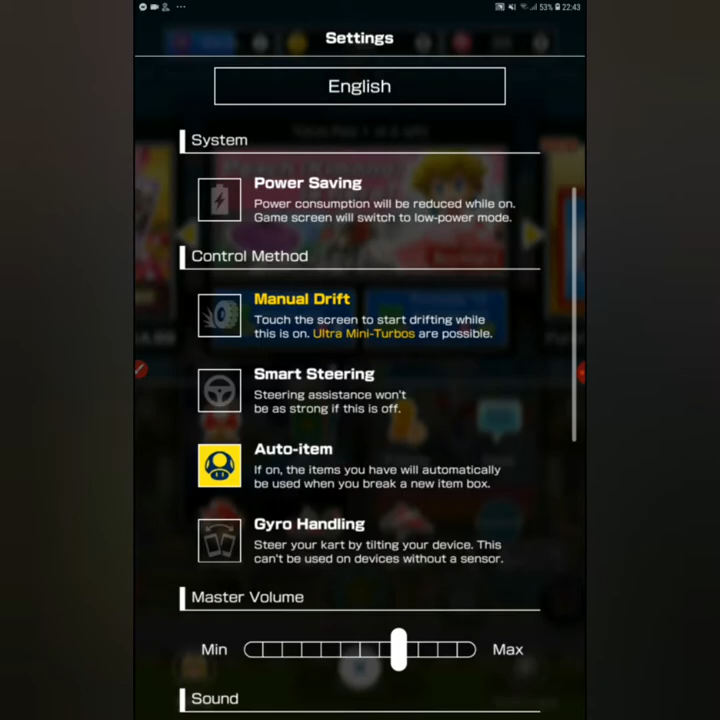 53% 22:43
Settings
English
System
Power Saving
Power consumption will be reduced while on.
Game screen will switch to low-power mode.
Control Method
Manual Drift
Touch the screen to start drifting while
this is on. Ultra Mini-Turbos are possible.
Smart Steering
Steering assistance won't
be as strong if this is off.
Auto-item
If on, the items you have will automatically
be used when you break a new item box.
Gyro Handling
Steer your kart by tilting your device. This
can't be used on devices without a sensor.
Master Volume
Min Max
Sound